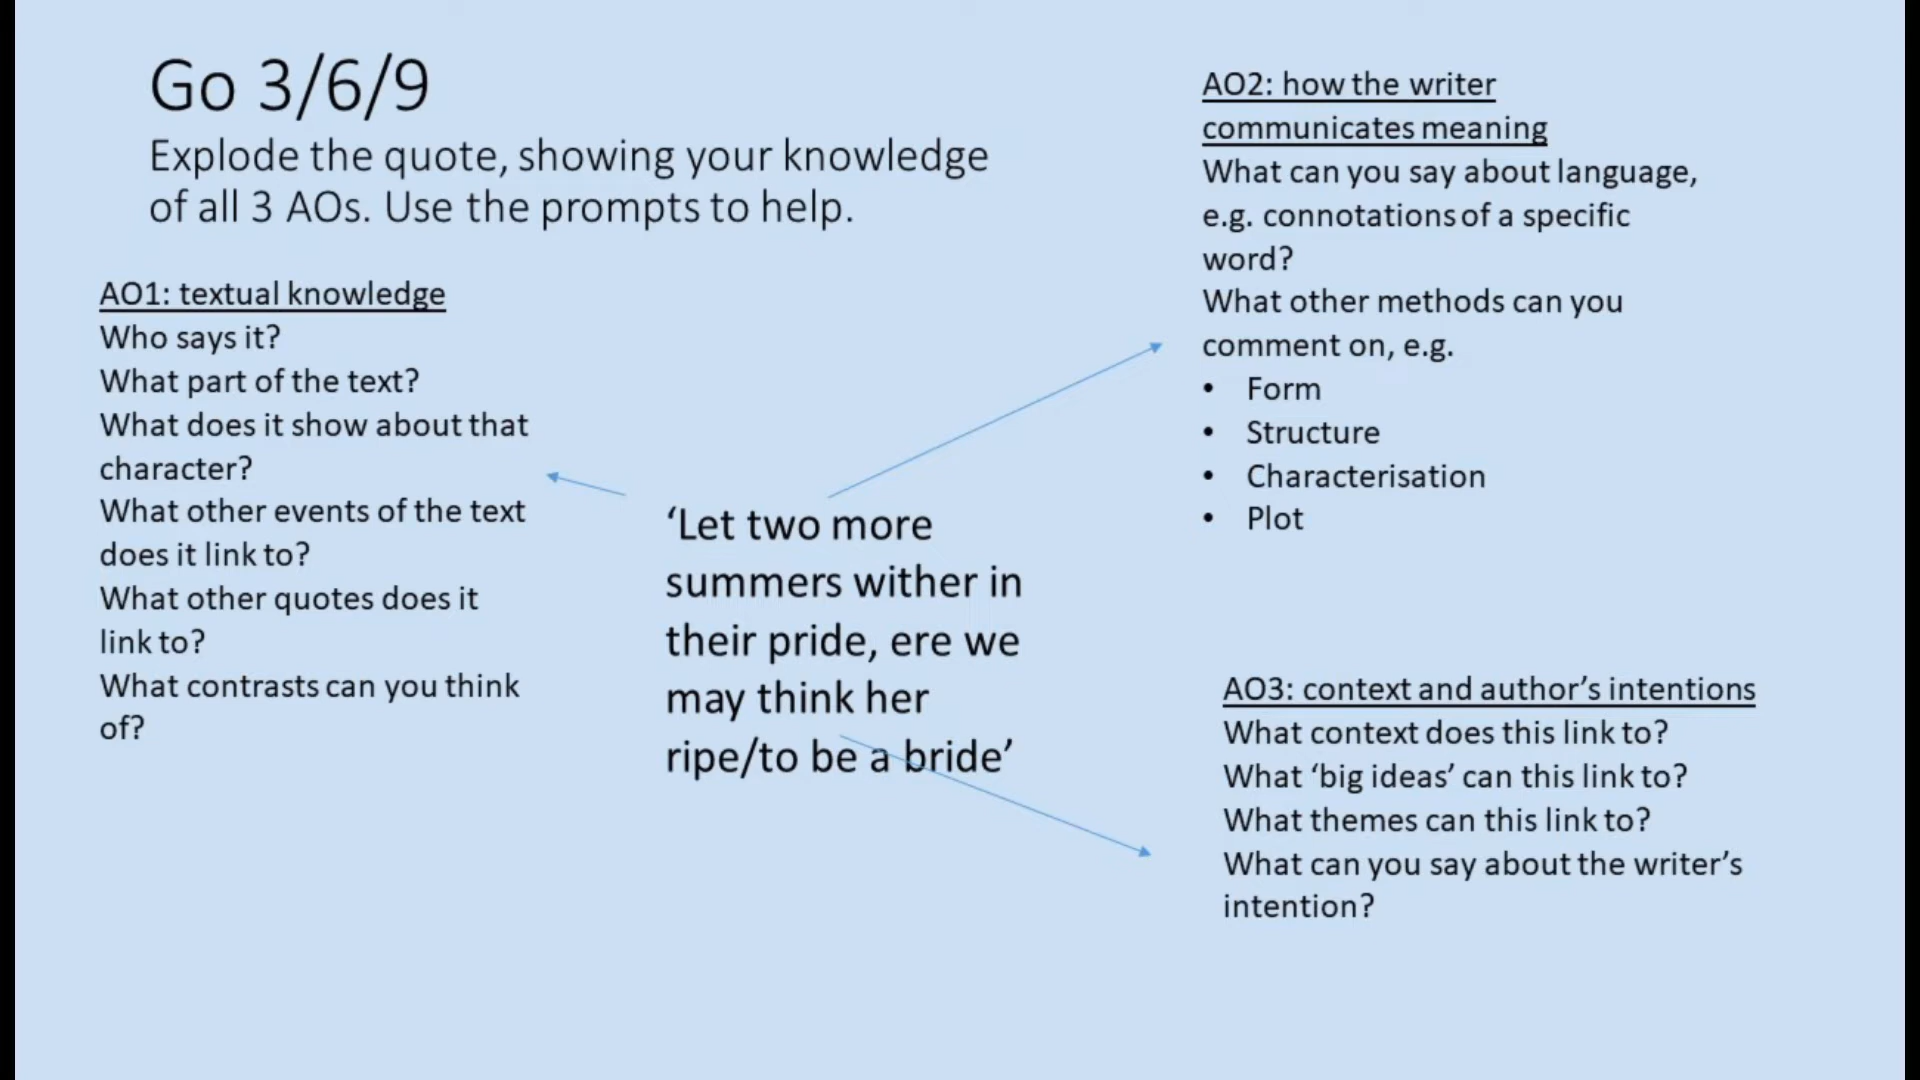 Go 3/6/9
Explode the quote, showing your knowledge
of all 3 AOs. Use the prompts to help.
AO1: textual knowledge
Who says it?
What part of the text?
What does it show about that
character?
What other events of the text
does it link to?
What other quotes does it
link to?
What contrasts can you think
of?
‘Let two more
summers wither in
their pride, ere we
may think her
ripe/to be a bride’
AO2: how the writer
communicates meaning
What can you say about language,
e.g. connotations of a specific
word?
What other methods can you
comment on, e.g.
• Form
• Structure
• Characterisation
• Plot
AO3: context and author’s intentions
What context does this link to?
What ‘big ideas’ can this link to?
What themes can this link to?
What can you say about the writer’s
intention?